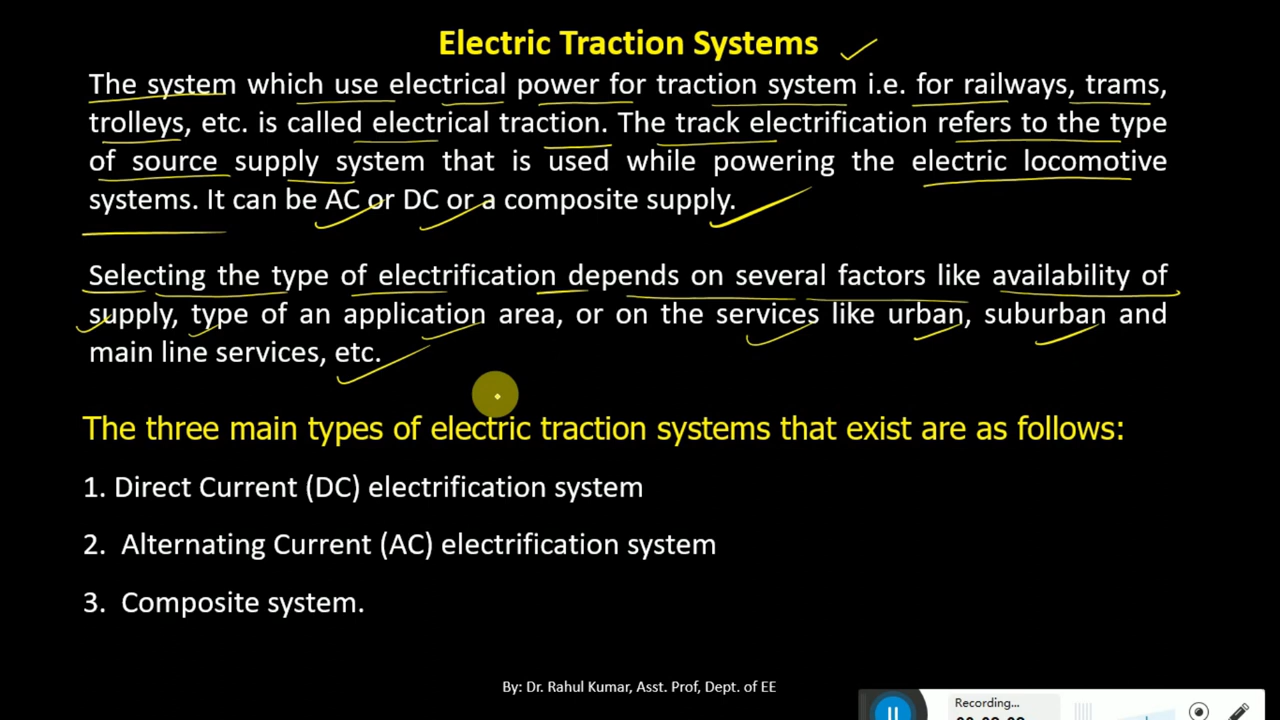 Electric Traction Systems
The system which use electrical power for traction system i.e. for railways, trams,
trolleys, etc. is called electrical traction. The track electrification refers to the type
of source supply system that is used while powering the electric locomotive
systems. It can be AC or DC or a composite supply.
Selecting the type of electrification depends on several factors like availability of
supply, type of an application area, or on the services like urban, suburban and
main line services, etc.
The three main types of electric traction systems that exist are as follows:
1. Direct Current (DC) electrification system
2. Alternating Current (AC) electrification system
3. Composite system.
By: Dr. Rahul Kumar, Asst. Prof, Dept. of EE
Recording...